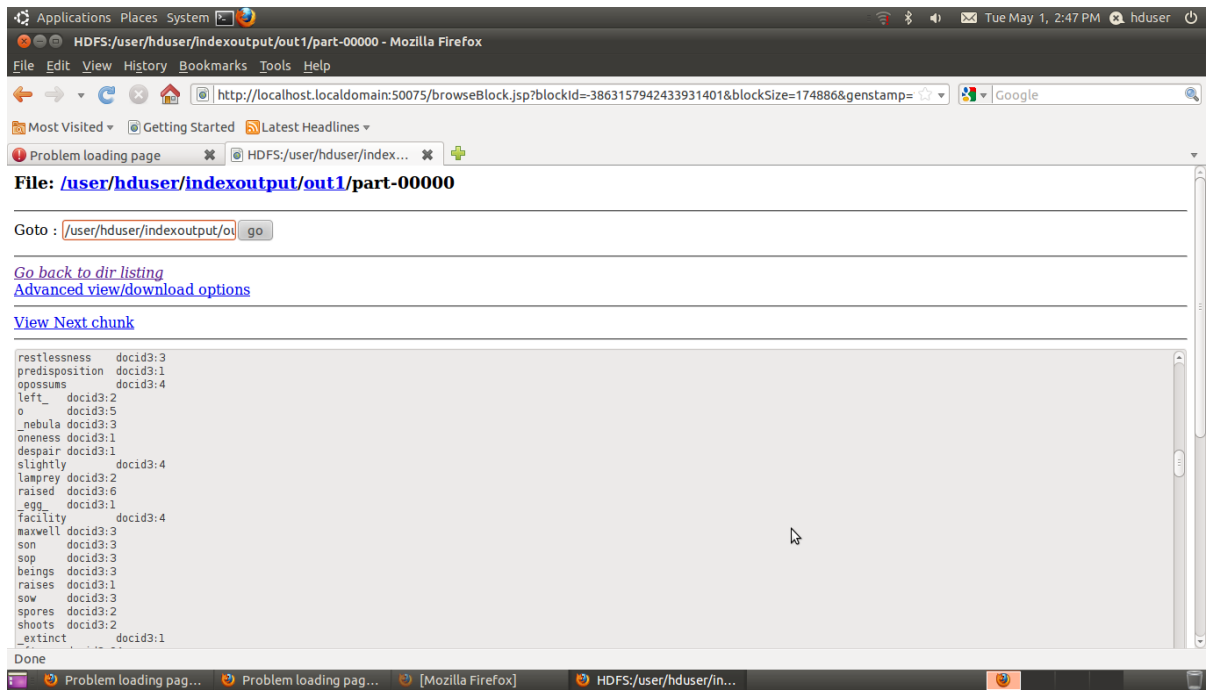 Applications Places System Tue May 1, 2:47 PM hduser
HDFS:/user/hduser/indexoutput/out1/part-00000 - Mozilla Firefox
File Edit View History Bookmarks Tools Help
http://localhost.localdomain:50075/browseBlock.jsp?blockId=-3863157942433931401&blockSize=174886&genstamp= Google
Most Visited Getting Started Latest Headlines
Problem loading page HDFS:/user/hduser/index...
File: /user/hduser/indexoutput/out1/part-00000
Goto : /user/hduser/indexoutput/ou go
Go back to dir listing
Advanced view/download options
View Next chunk
restlessness docid3:3
predisposition docid3:1
opossums docid3:4
left_ docid3:2
o docid3:5
_nebula docid3:3
oneness docid3:1
despair docid3:1
slightly docid3:4
lamprey docid3:2
raised docid3:6
_egg_ docid3:1
facility docid3:4
maxwell docid3:3
son docid3:3
sop docid3:3
beings docid3:3
raises docid3:1
sow docid3:3
spores docid3:2
shoots docid3:2
_extinct docid3:1
Done
Problem loading pag... Problem loading pag... [Mozilla Firefox] HDFS:/user/hduser/in...